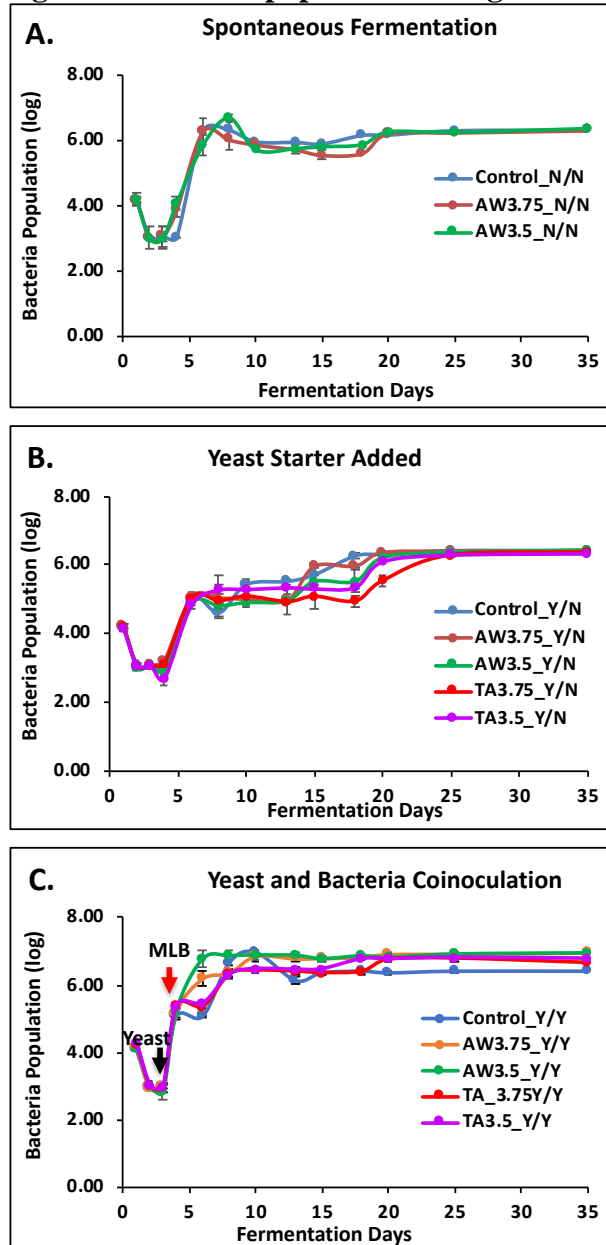 A.
Spontaneous Fermentation
Bacteria Population (log)
8.00
6.00
4.00
2.00
0.00
Control_N/N
AW3.75_N/N
AW3.5_N/N
0 5 10 15 20 25 30 35
Fermentation Days
B.
Yeast Starter Added
Bacteria Population (log)
8.00
6.00
4.00
2.00
0.00
Control_Y/N
AW3.75_Y/N
AW3.5_Y/N
TA3.75_Y/N
TA3.5_Y/N
0 5 10 15 20 25 30 35
Fermentation Days
C.
Yeast and Bacteria Coinoculation
Bacteria Population (log)
8.00
6.00
4.00
2.00
0.00
MLB
Yeast
Control_Y/Y
AW3.75_Y/Y
AW3.5_Y/Y
TA_3.75Y/Y
TA3.5_Y/Y
0 5 10 15 20 25 30 35
Fermentation Days